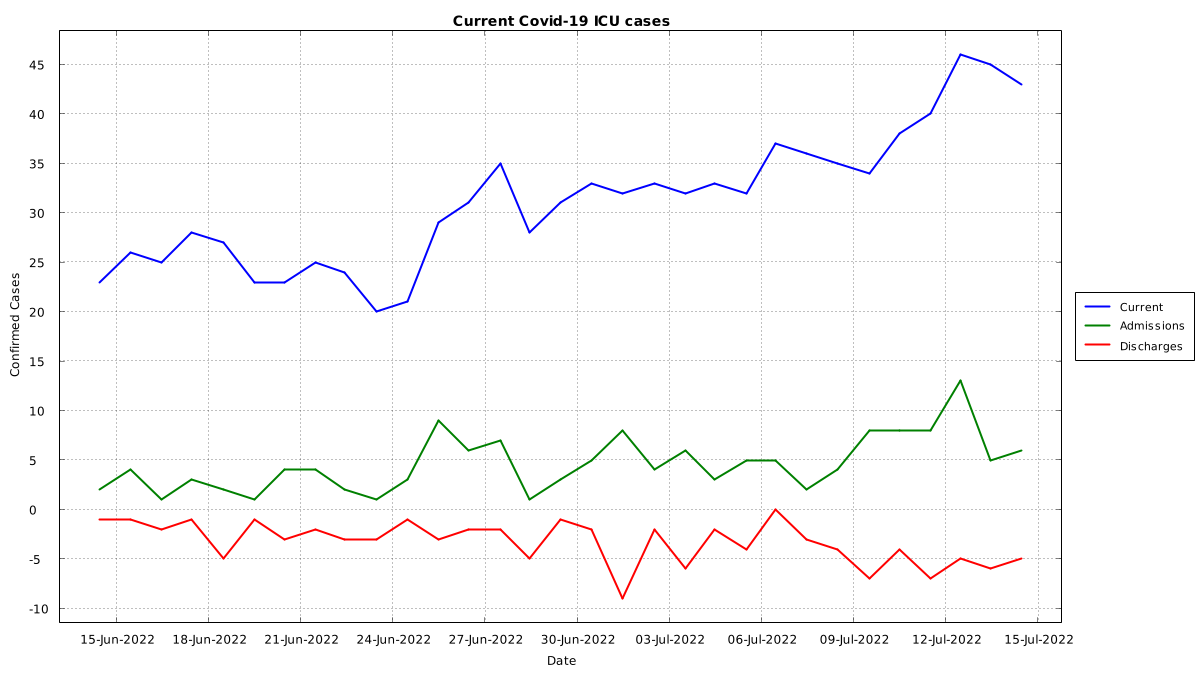 Current Covid-19 ICU cases
45
40
35
30
25
20
15
10
5
0
-5
-10
Confirmed Cases
15-Jun-2022 18-Jun-2022 21-Jun-2022 24-Jun-2022 27-Jun-2022 30-Jun-2022 03-Jul-2022 06-Jul-2022 09-Jul-2022 12-Jul-2022 15-Jul-2022
Date
Current
Admissions
Discharges